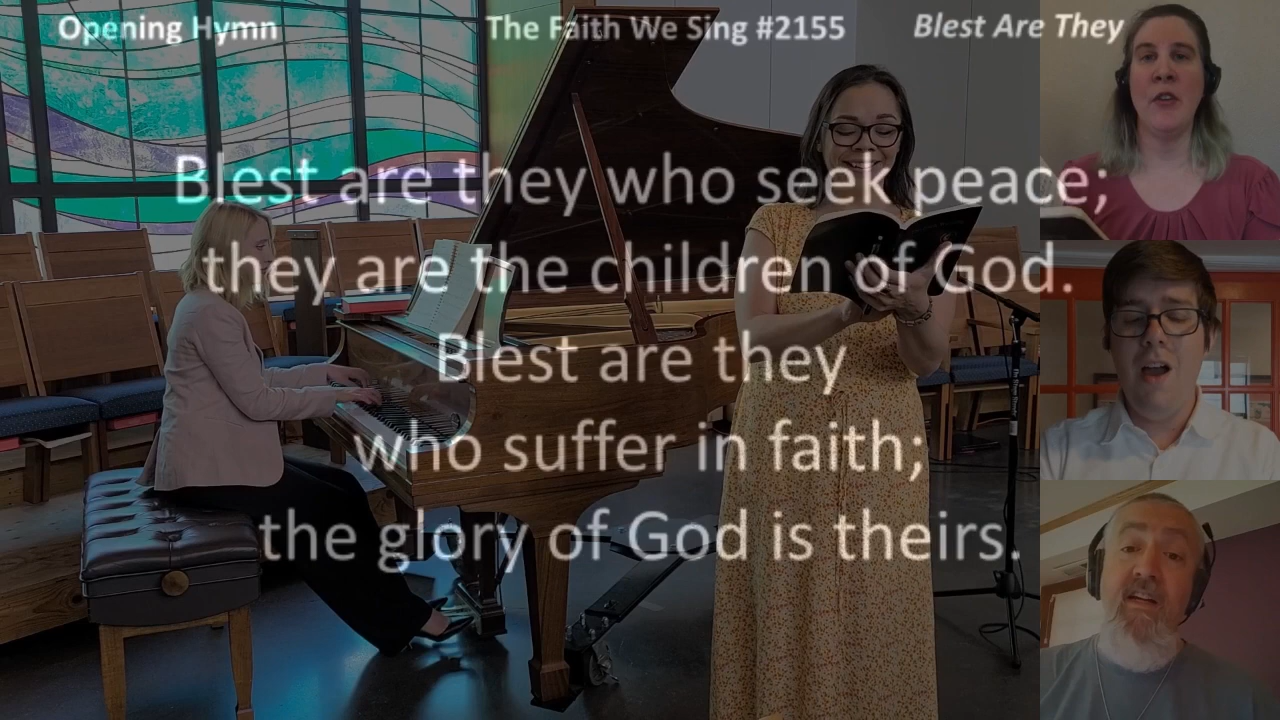 Opening Hymn The Faith We Sing #2155 Blest Are They
Blest are they who seek peace;
they are the children of God.
Blest are they
who suffer in faith;
the glory of God is theirs.